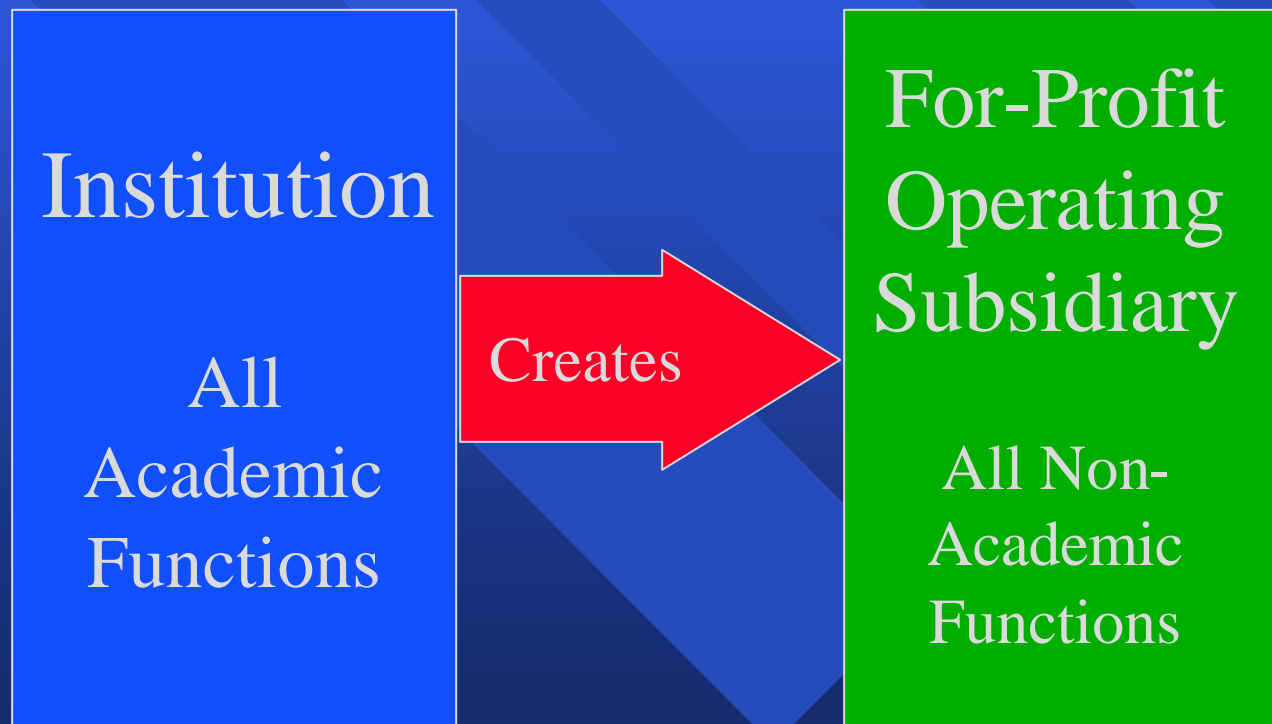 Institution
All
Academic
Functions
Creates
For-Profit
Operating
Subsidiary
All Non-
Academic
Functions